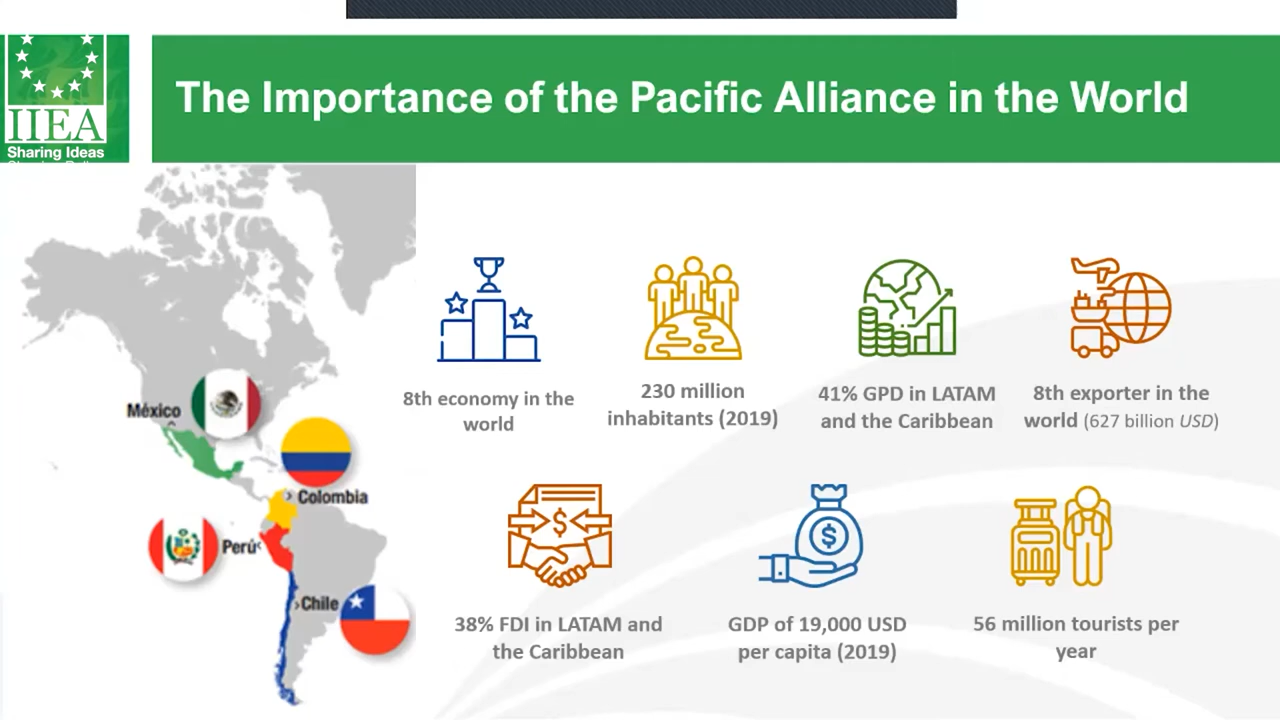 IIEA
Sharing Ideas
The Importance of the Pacific Alliance in the World
México
Colombia
Perú
Chile
8th economy in the
world
230 million
inhabitants (2019)
41% GPD in LATAM
and the Caribbean
8th exporter in the
world (627 billion USD)
$
38% FDI in LATAM and
the Caribbean
$
GDP of 19,000 USD
per capita (2019)
56 million tourists per
year